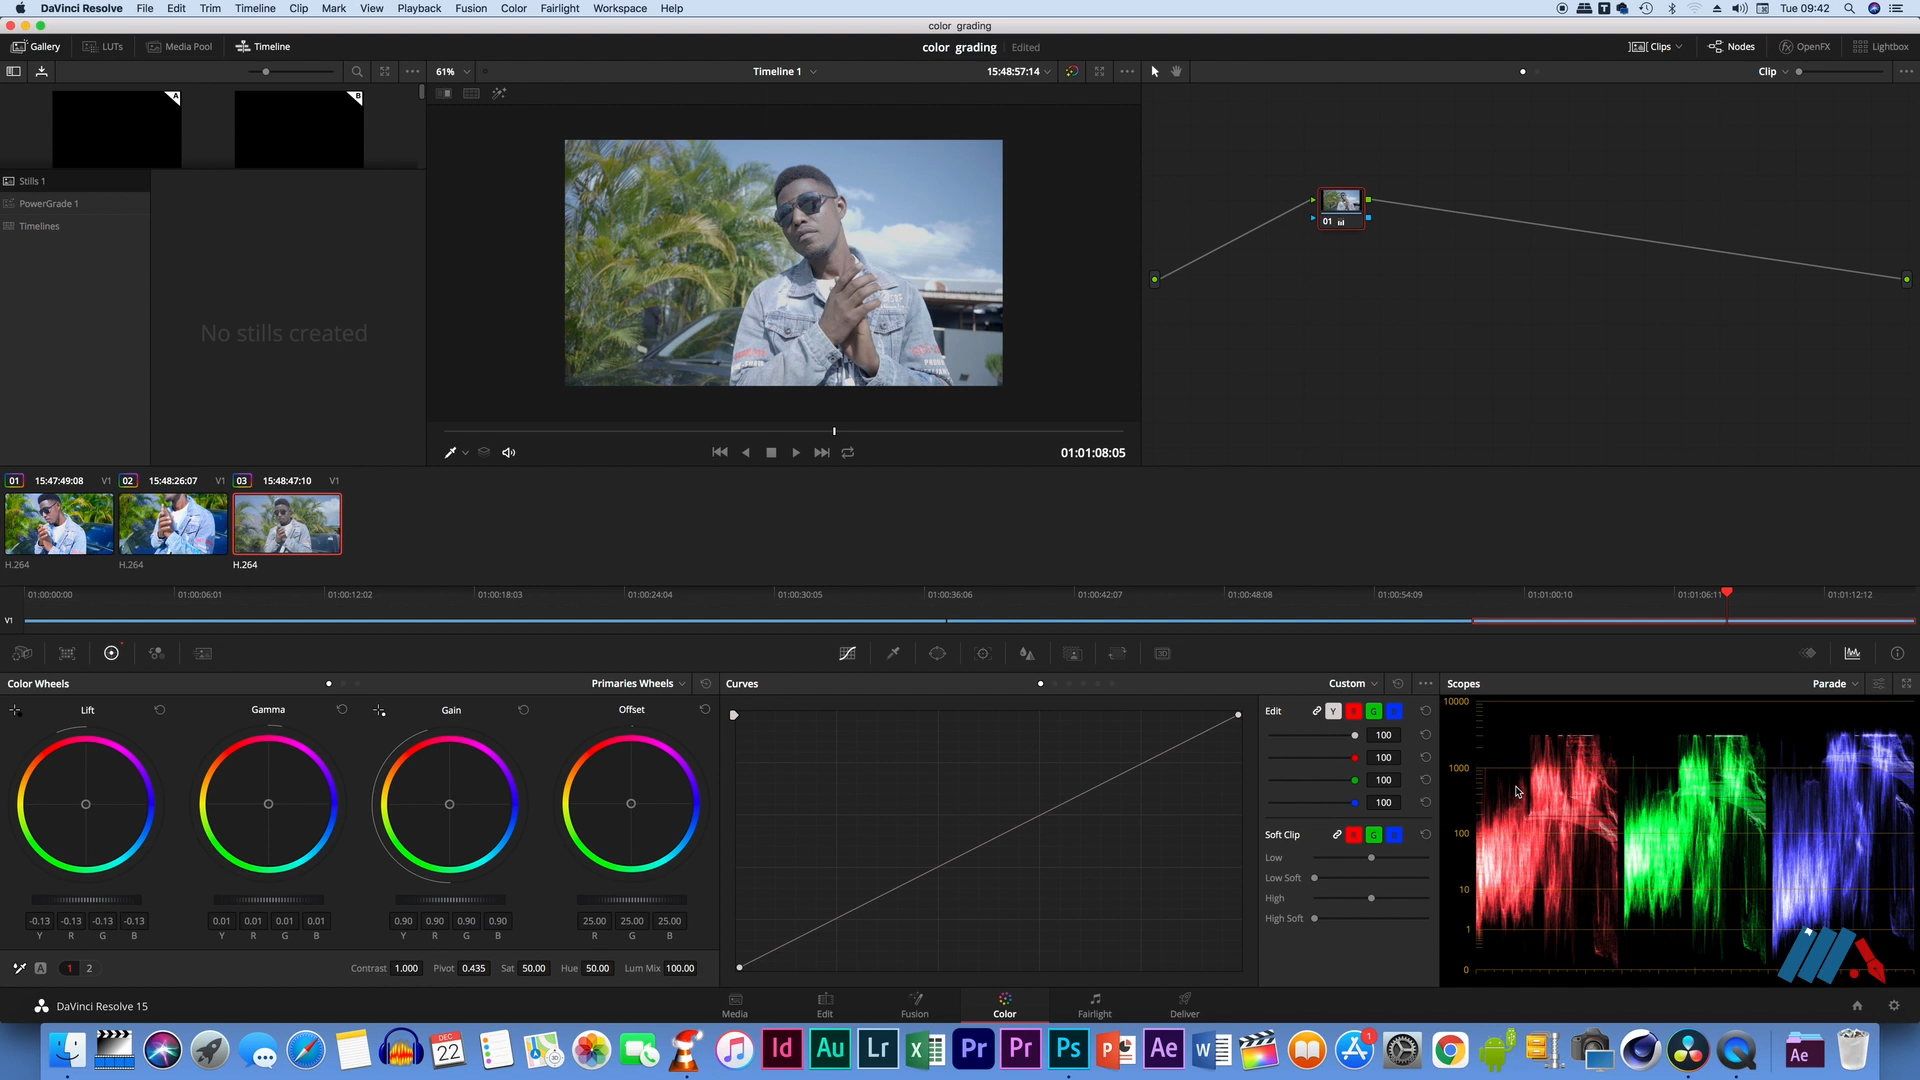 DaVinci Resolve File Edit Trim Timeline Clip Mark View Playback Fusion Color Fairlight Workspace Help Tue 09:42
color grading
Gallery LUTs Media Pool Timeline color grading Edited Clips Nodes OpenFX Lightbox
61% Timeline 1 15:48:57:14 Clip
A B
Stills 1
PowerGrade 1
Timelines
No stills created
01
01:01:08:05
01 15:47:49:08 V1 02 15:48:26:07 V1 03 15:48:47:10 V1
H.264 H.264 H.264
01:00:00:00 01:00:06:01 01:00:12:02 01:00:18:03 01:00:24:04 01:00:30:05 01:00:36:06 01:00:42:07 01:00:48:08 01:00:54:09 01:01:00:10 01:01:06:11 01:01:12:12
V1
Color Wheels Primaries Wheels Curves Custom Scopes Parade
Lift Gamma Gain Offset
Edit Y R G B
100
100
100
100
Soft Clip R G B
Low
Low Soft
High
High Soft
10000
1000
100
10
1
0
-0.13 -0.13 -0.13 -0.13 0.01 0.01 0.01 0.01 0.90 0.90 0.90 0.90 25.00 25.00 25.00
Y R G B Y R G B Y R G B R G B
A 1 2 Contrast 1.000 Pivot 0.435 Sat 50.00 Hue 50.00 Lum Mix 100.00
DaVinci Resolve 15
Media Edit Fusion Color Fairlight Deliver
DEC 22 Id Au Lr Pr Pr Ps Ae W 1 Ae